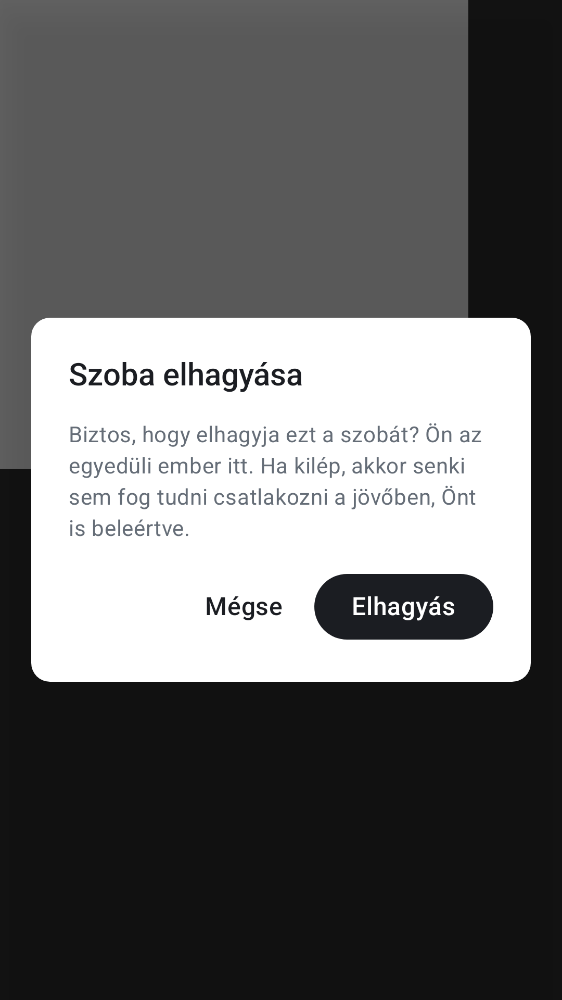 Szoba elhagyása
Biztos, hogy elhagyja ezt a szobát? Ön az
egyedüli ember itt. Ha kilép, akkor senki
sem fog tudni csatlakozni a jövőben, Önt
is beleértve.
Mégse
Elhagyás